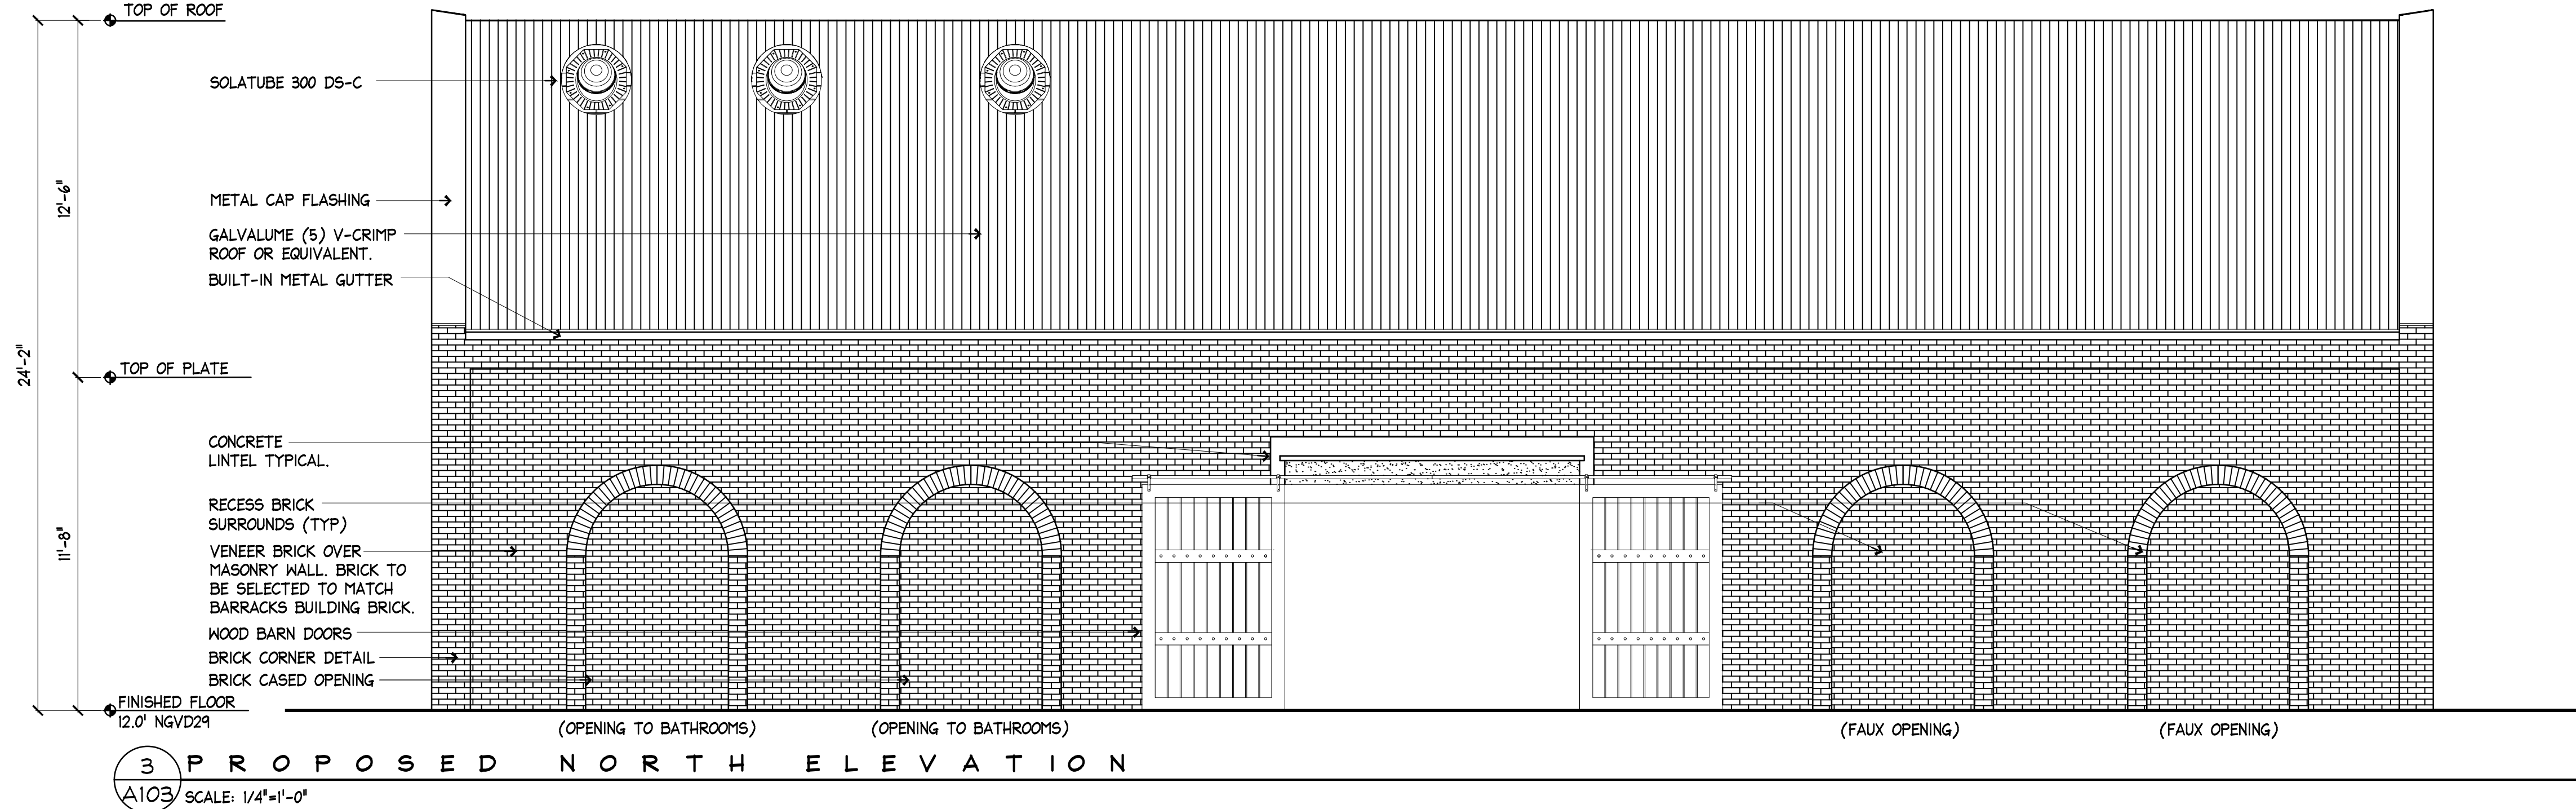 TOP OF ROOF
SOLATUBE 300 DS-C
12'-6"
METAL CAP FLASHING
GALVALUME (5) V-CRIMP
ROOF OR EQUIVALENT.
BUILT-IN METAL GUTTER
24'-2"
TOP OF PLATE
CONCRETE
LINTEL TYPICAL.
RECESS BRICK
SURROUNDS (TYP)
11'-8"
VENEER BRICK OVER
MASONRY WALL. BRICK TO
BE SELECTED TO MATCH
BARRACKS BUILDING BRICK.
WOOD BARN DOORS
BRICK CORNER DETAIL
BRICK CASED OPENING
FINISHED FLOOR
12.0' NGVD29
(OPENING TO BATHROOMS)
(OPENING TO BATHROOMS)
(FAUX OPENING)
(FAUX OPENING)
3
PROPOSED NORTH ELEVATION
A103
SCALE: 1/4"=1'-0"